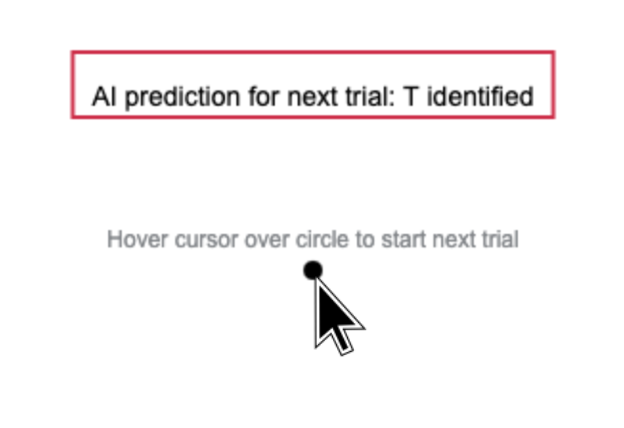 AI prediction for next trial: T identified
Hover cursor over circle to start next trial